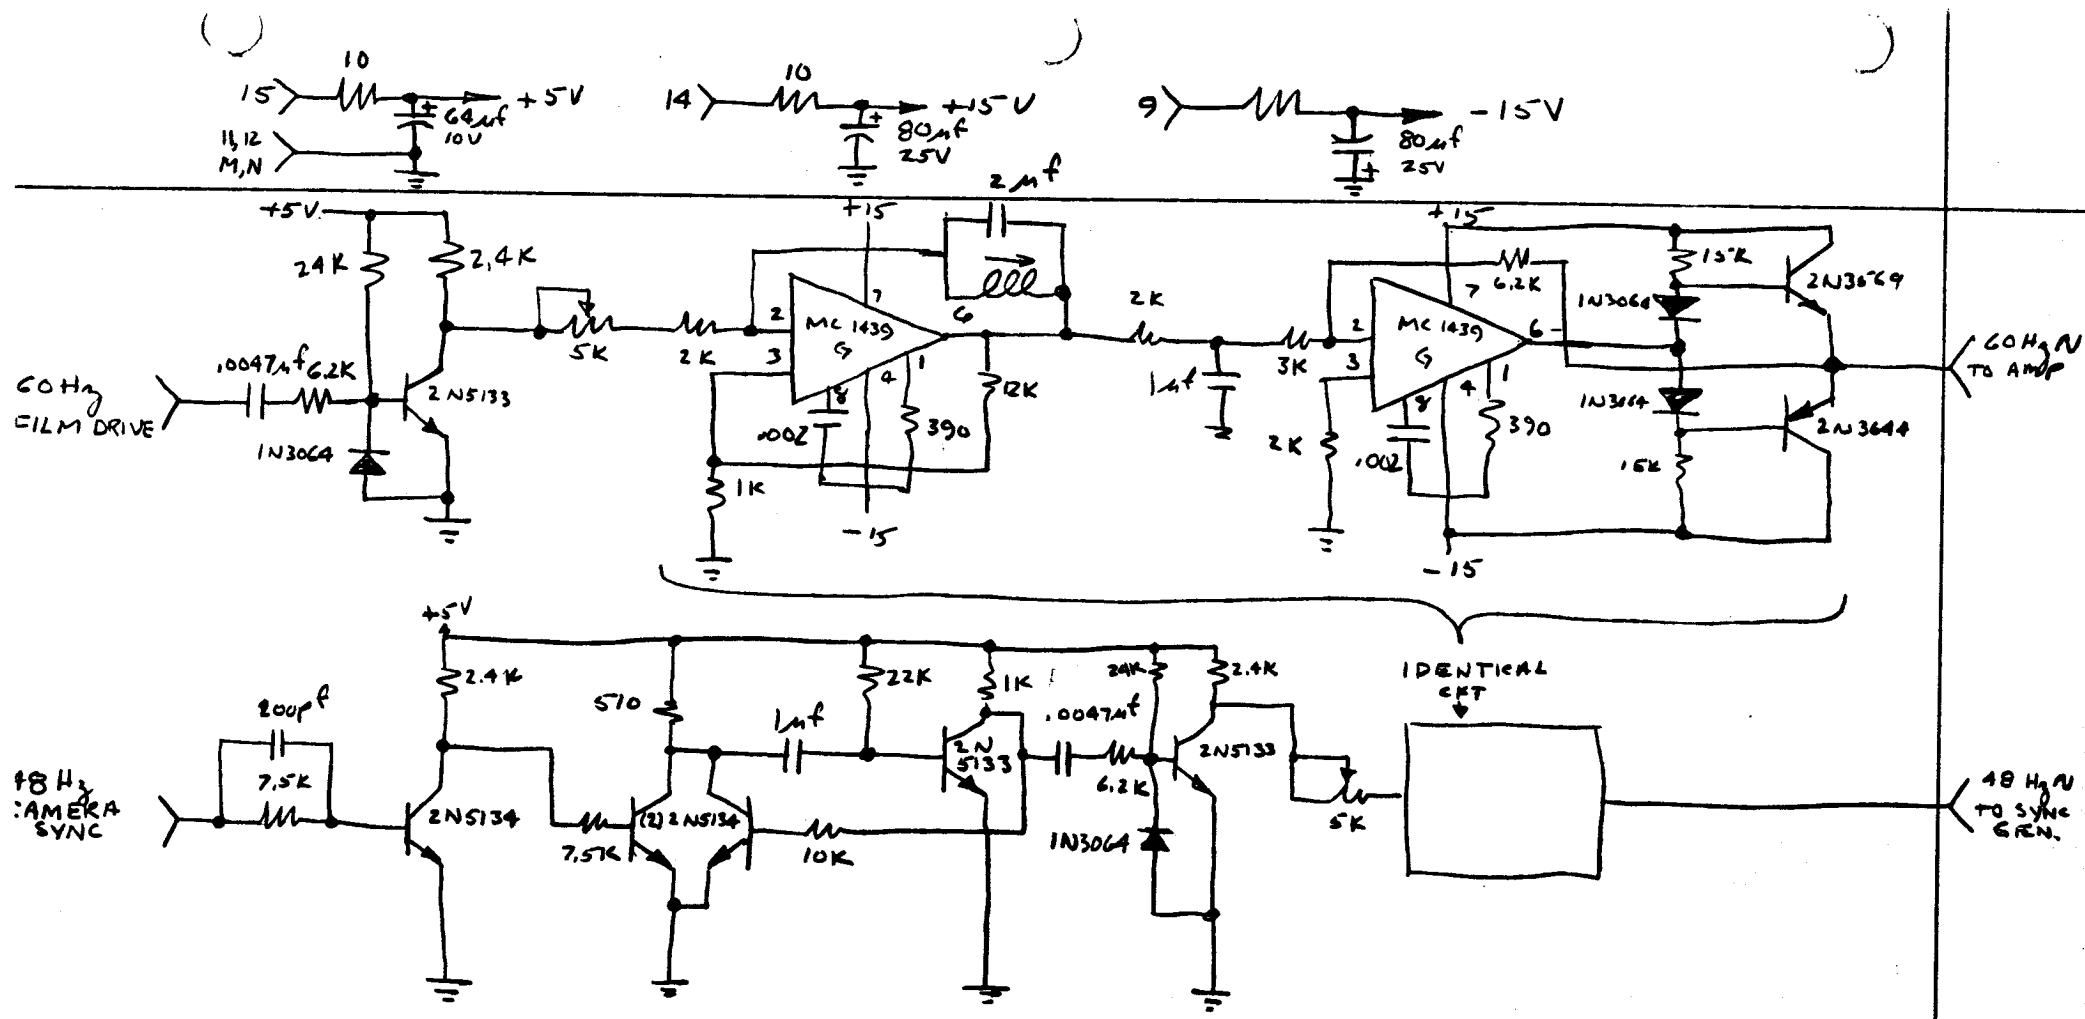 10
15
+5V
64µf
10V
11,12
M,N
10
14
+15V
80µf
25V
9
-15V
80µf
25V
+5V
24K
2.4K
60Hz
FILM DRIVE
.0047µf
6.2K
2N5133
1N3064
5K
2K
+15
2µf
2
3
MC 1439
G
7
6
8
4
1
.002
390
12K
1K
-15
2K
1µf
3K
+15
6.2K
2
3
MC 1439
G
7
6
8
4
1
.002
390
2K
-15
15K
1N3064
2N3569
1N3064
2N3644
15K
60Hz N
TO AMP
+5V
2.4K
200pf
7.5K
48 Hz
CAMERA
SYNC
2N5134
510
7.5K
(2) 2N5134
1µf
22K
10K
1K
2N
5133
.0047µf
6.2K
24K
2.4K
2N5133
1N3064
5K
IDENTICAL
CKT
48 Hz N
TO SYNC
GEN.